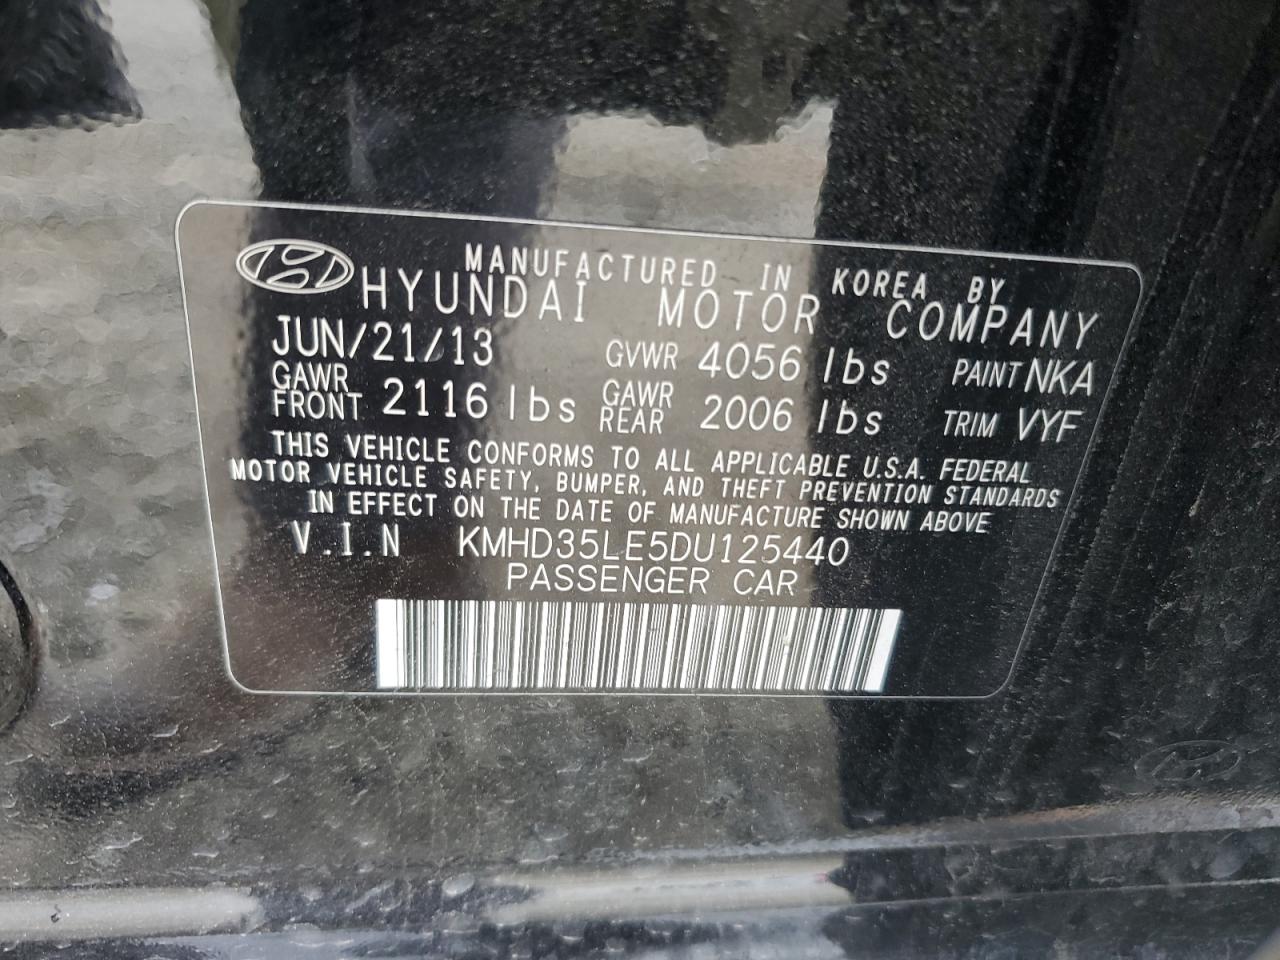 MANUFACTURED IN KOREA BY
HYUNDAI MOTOR COMPANY
JUN/21/13 GVWR 4056 lbs PAINT NKA
GAWR FRONT 2116 lbs GAWR REAR 2006 lbs TRIM VYF
THIS VEHICLE CONFORMS TO ALL APPLICABLE U.S.A. FEDERAL
MOTOR VEHICLE SAFETY, BUMPER, AND THEFT PREVENTION STANDARDS
IN EFFECT ON THE DATE OF MANUFACTURE SHOWN ABOVE
V.I.N KMHD35LE5DU125440
PASSENGER CAR